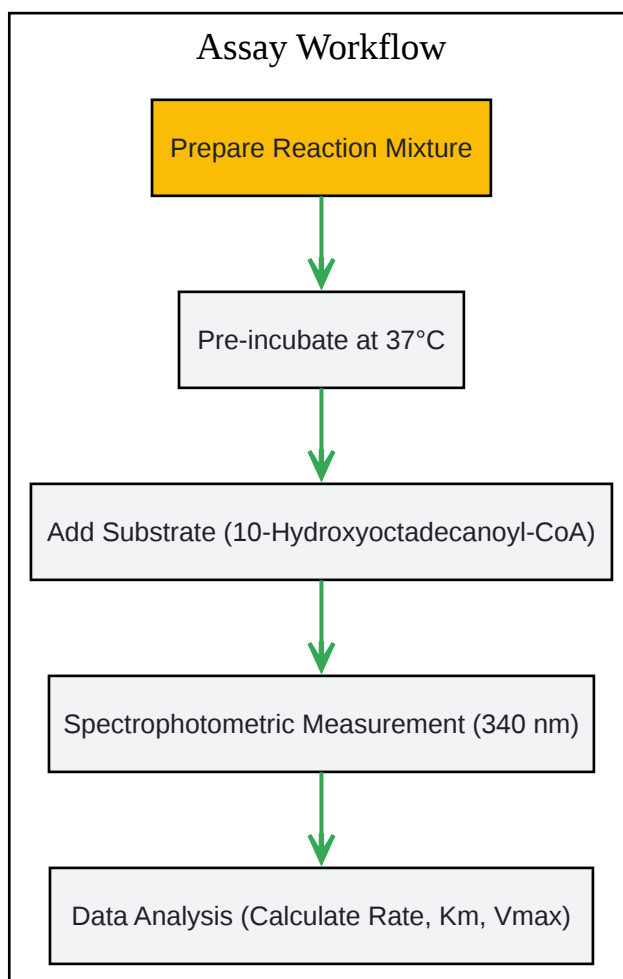 Assay Workflow
Prepare Reaction Mixture
Pre-incubate at 37°C
Add Substrate (10-Hydroxyoctadecanoyl-CoA)
Spectrophotometric Measurement (340 nm)
Data Analysis (Calculate Rate, Km, Vmax)